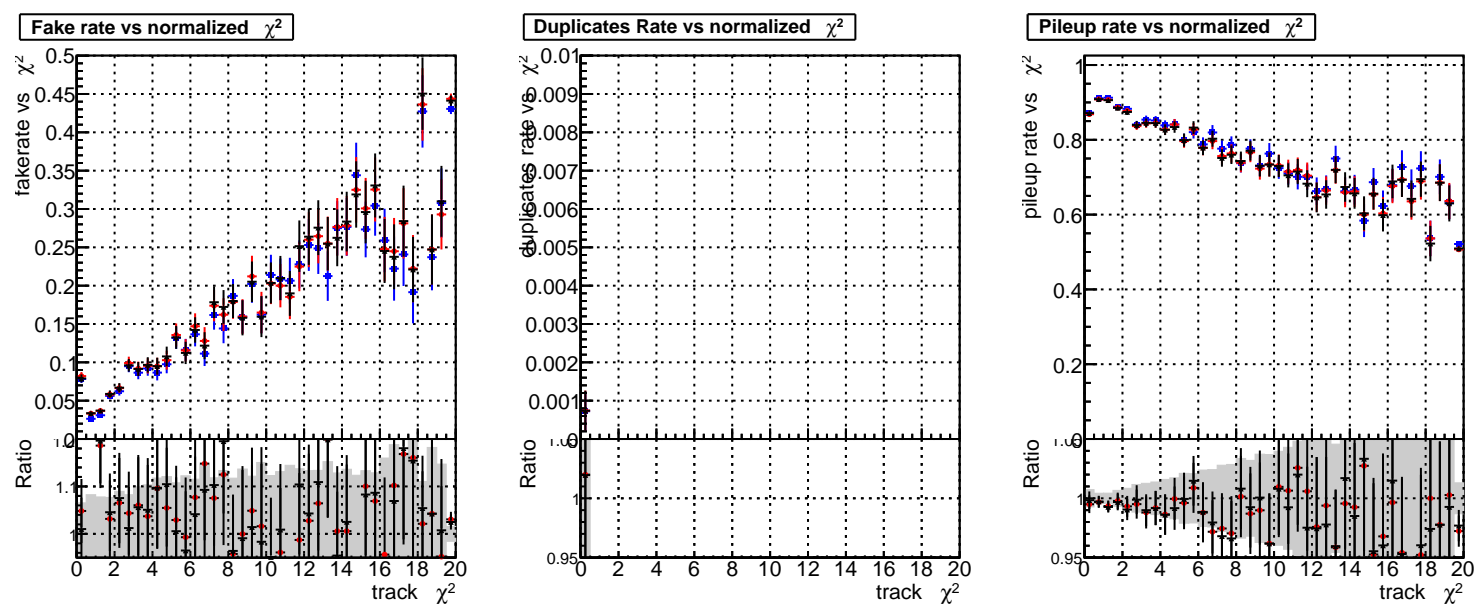 Fake rate vs normalized χ²
fakerate vs χ²
0.5
0.45
0.4
0.35
0.3
0.25
0.2
0.15
0.1
0.05
Ratio
1.1
1
0 2 4 6 8 10 12 14 16 18 20
track χ²
Duplicates Rate vs normalized χ²
duplicates rate vs χ²
0.01
0.009
0.008
0.007
0.006
0.005
0.004
0.003
0.002
0.001
Ratio
1
0.95
0 2 4 6 8 10 12 14 16 18 20
track χ²
Pileup rate vs normalized χ²
pileup rate vs χ²
1
0.8
0.6
0.4
0.2
Ratio
1
0.95
0 2 4 6 8 10 12 14 16 18 20
track χ²